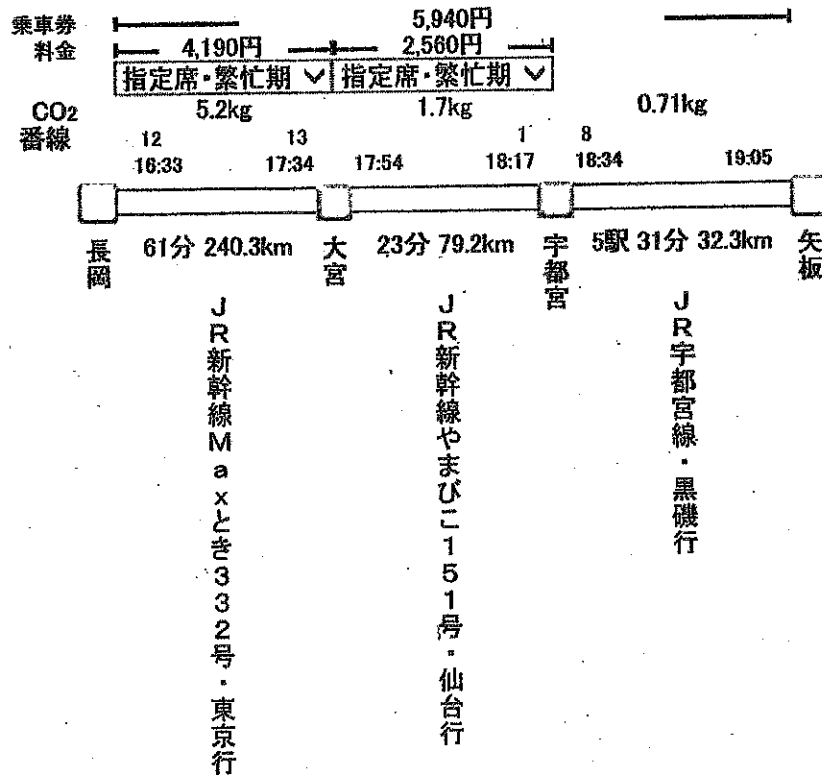 乗車券 5,940円
料金 4,190円 2,560円
指定席・繁忙期 指定席・繁忙期
CO2 5.2kg 1.7kg 0.71kg
番線 12 13 1 8
16:33 17:34 17:54 18:17 18:34 19:05
61分 240.3km 23分 79.2km 5駅 31分 32.3km
長岡
大宮
宇都宮
矢板
JR新幹線Maxとき332号・東京行
JR新幹線やまびこ151号・仙台行
JR宇都宮線・黒磯行